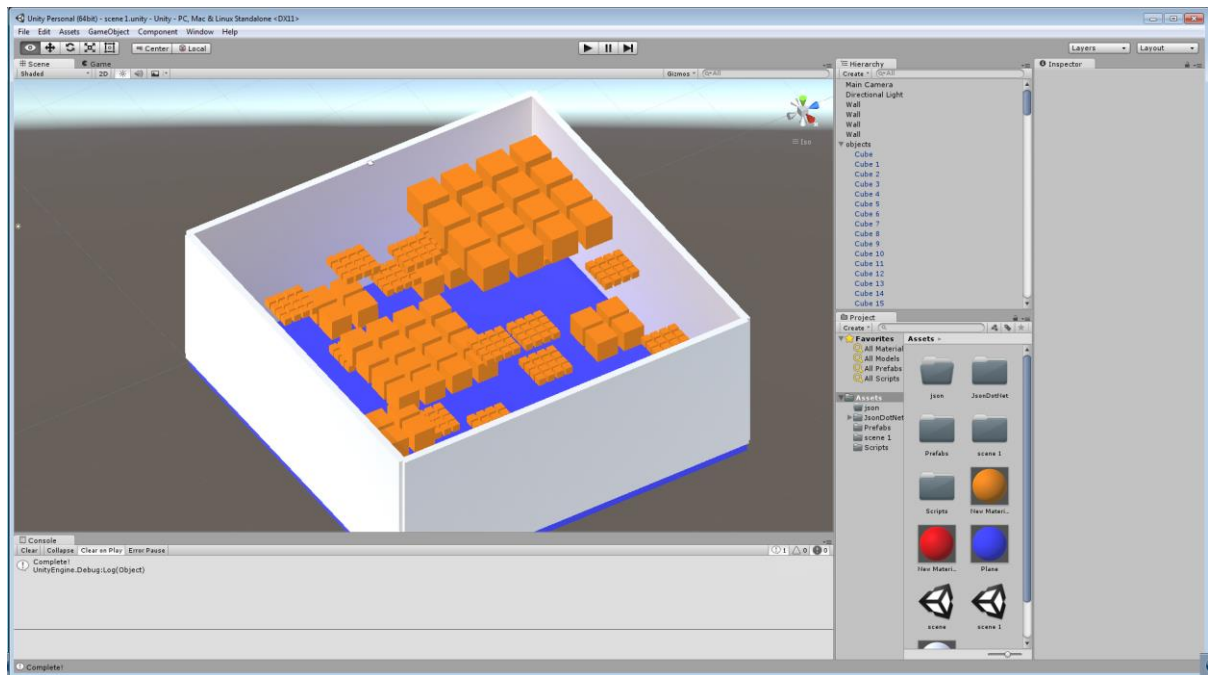 Unity Personal (64bit) - scene 1.unity - Unity - PC, Mac & Linux Standalone <DX11>
File Edit Assets GameObject Component Window Help
Center Local
Layers Layout
Scene Game
Shaded 2D
Gizmos All
Iso
Hierarchy
Create All
Main Camera
Directional Light
Wall
Wall
Wall
Wall
objects
Cube
Cube 1
Cube 2
Cube 3
Cube 4
Cube 5
Cube 6
Cube 7
Cube 8
Cube 9
Cube 10
Cube 11
Cube 12
Cube 13
Cube 14
Cube 15
Inspector
Project
Create
Favorites
All Material
All Models
All Prefabs
All Scripts
Assets
json
JsonDotNet
Prefabs
scene 1
Scripts
Assets
json JsonDotNet
Prefabs scene 1
Scripts New Materi..
New Materi.. Plane
scene scene 1
Console
Clear Collapse Clear on Play Error Pause
1 0 0
Complete!
UnityEngine.Debug:Log(Object)
Complete!